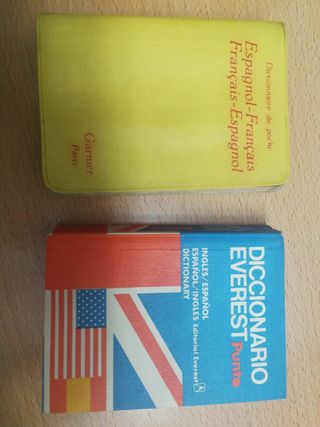 Dictionnaire de poche
Espagnol-Français
Français-Espagnol
Garnier
Paris
DICCIONARIO
EVEREST Punto
INGLES/ESPAÑOL
ESPAÑOL/INGLES Editorial Everest
DICTIONARY